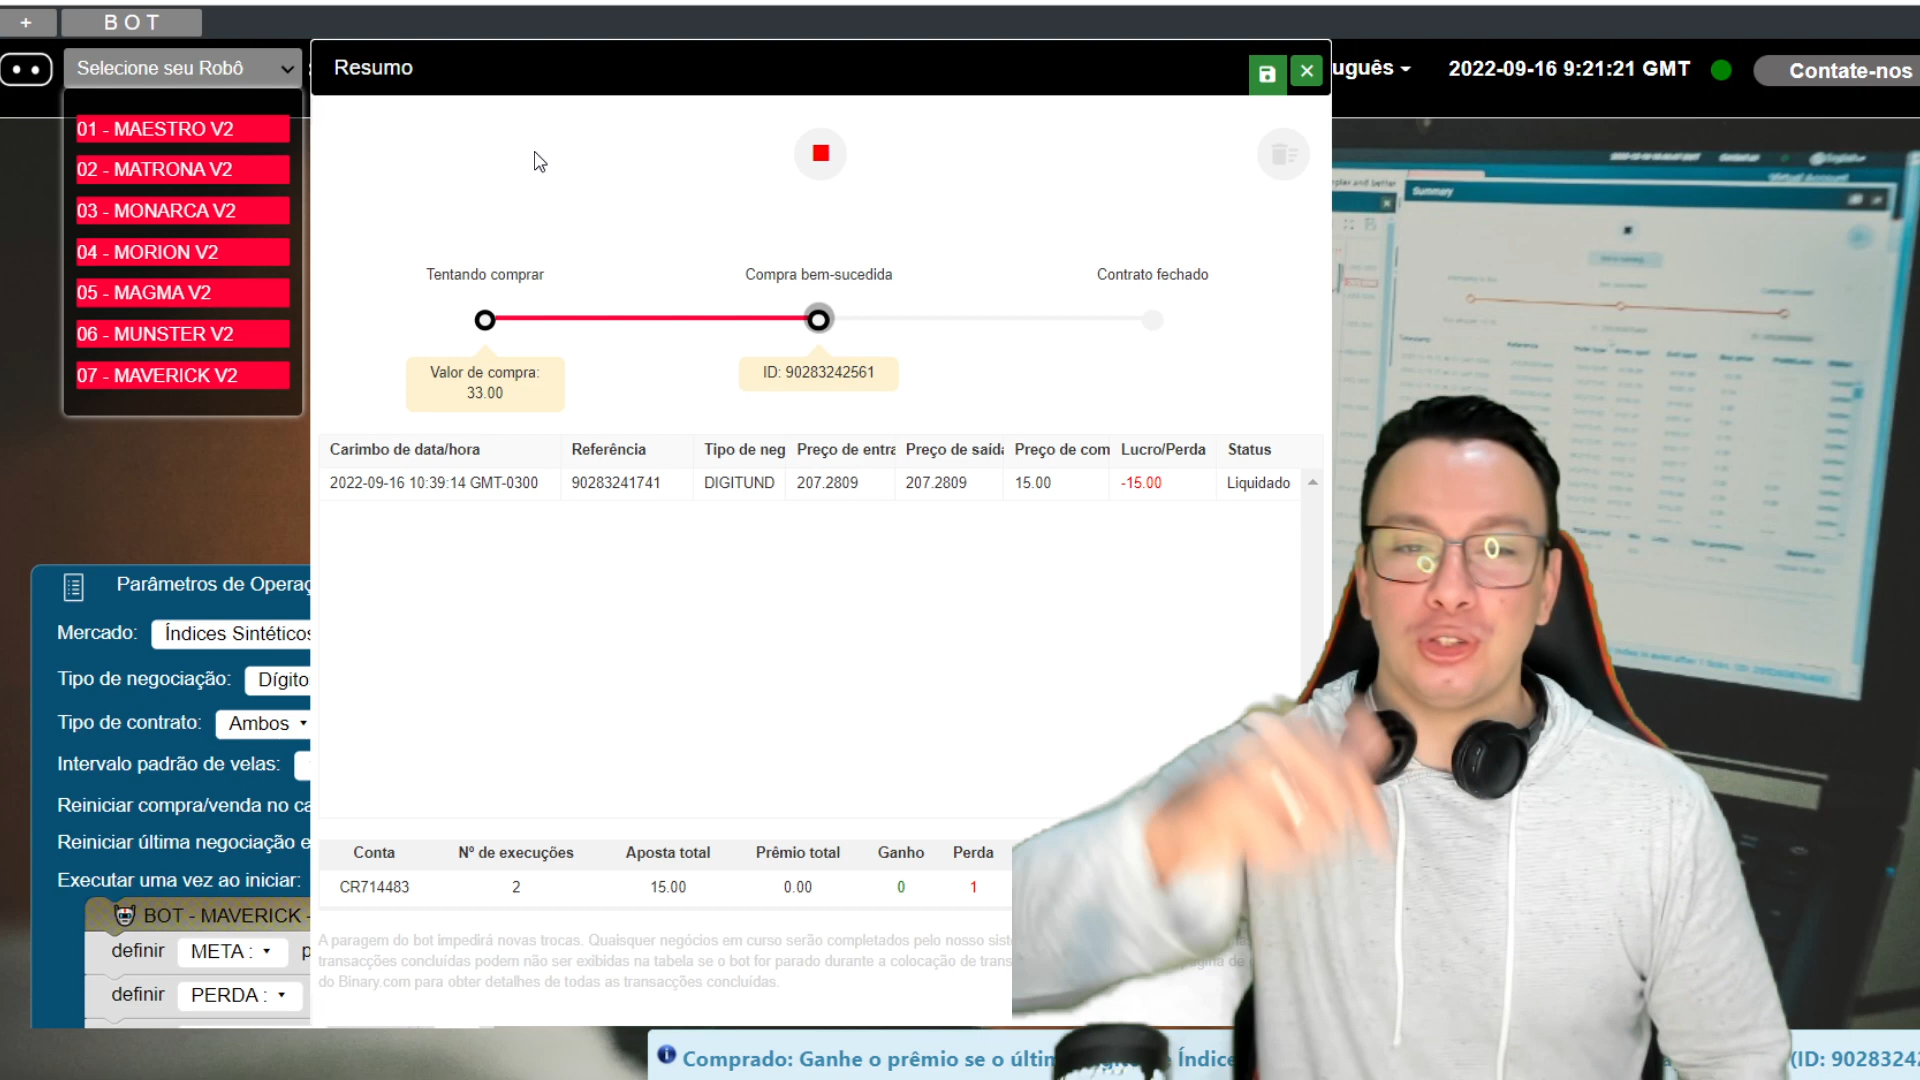 +
BOT
Selecione seu Robô
Resumo
uguês
2022-09-16 9:21:21 GMT
Contate-nos
01 - MAESTRO V2
02 - MATRONA V2
03 - MONARCA V2
04 - MORION V2
05 - MAGMA V2
06 - MUNSTER V2
07 - MAVERICK V2
Summary
Virtual Account
Tentando comprar
Compra bem-sucedida
Contrato fechado
Valor de compra:
33.00
ID: 90283242561
Carimbo de data/hora Referência Tipo de neg Preço de entra Preço de saída Preço de com Lucro/Perda Status
2022-09-16 10:39:14 GMT-0300 90283241741 DIGITUND 207.2809 207.2809 15.00 -15.00 Liquidado
Parâmetros de Operaç
Mercado: Índices Sintéticos
Tipo de negociação: Dígito
Tipo de contrato: Ambos
Intervalo padrão de velas:
Reiniciar compra/venda no ca
Reiniciar última negociação e
Executar uma vez ao iniciar:
BOT - MAVERICK -
definir META : p
definir PERDA :
Conta Nº de execuções Aposta total Prêmio total Ganho Perda
CR714483 2 15.00 0.00 0 1
A paragem do bot impedirá novas trocas. Quaisquer negócios em curso serão completados pelo nosso sist
transacções concluídas podem não ser exibidas na tabela se o bot for parado durante a colocação de trans página de
do Binary.com para obter detalhes de todas as transacções concluídas.
Comprado: Ganhe o prêmio se o últim Índice (ID: 9028324